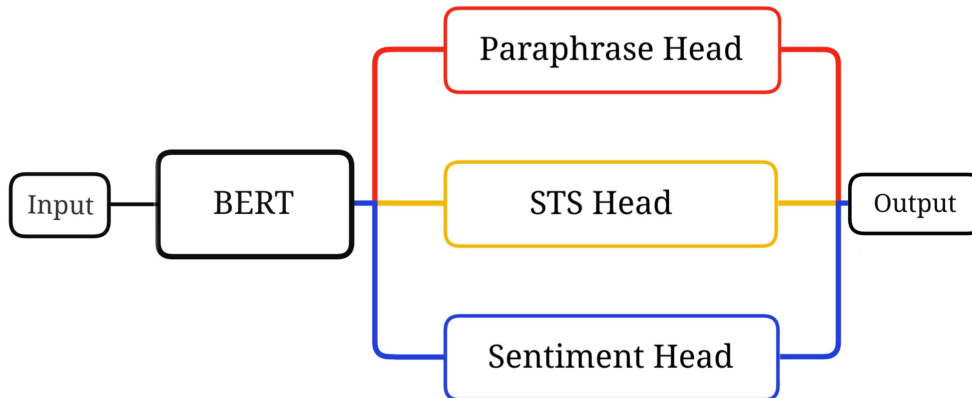 Paraphrase Head
Input
BERT
STS Head
Output
Sentiment Head